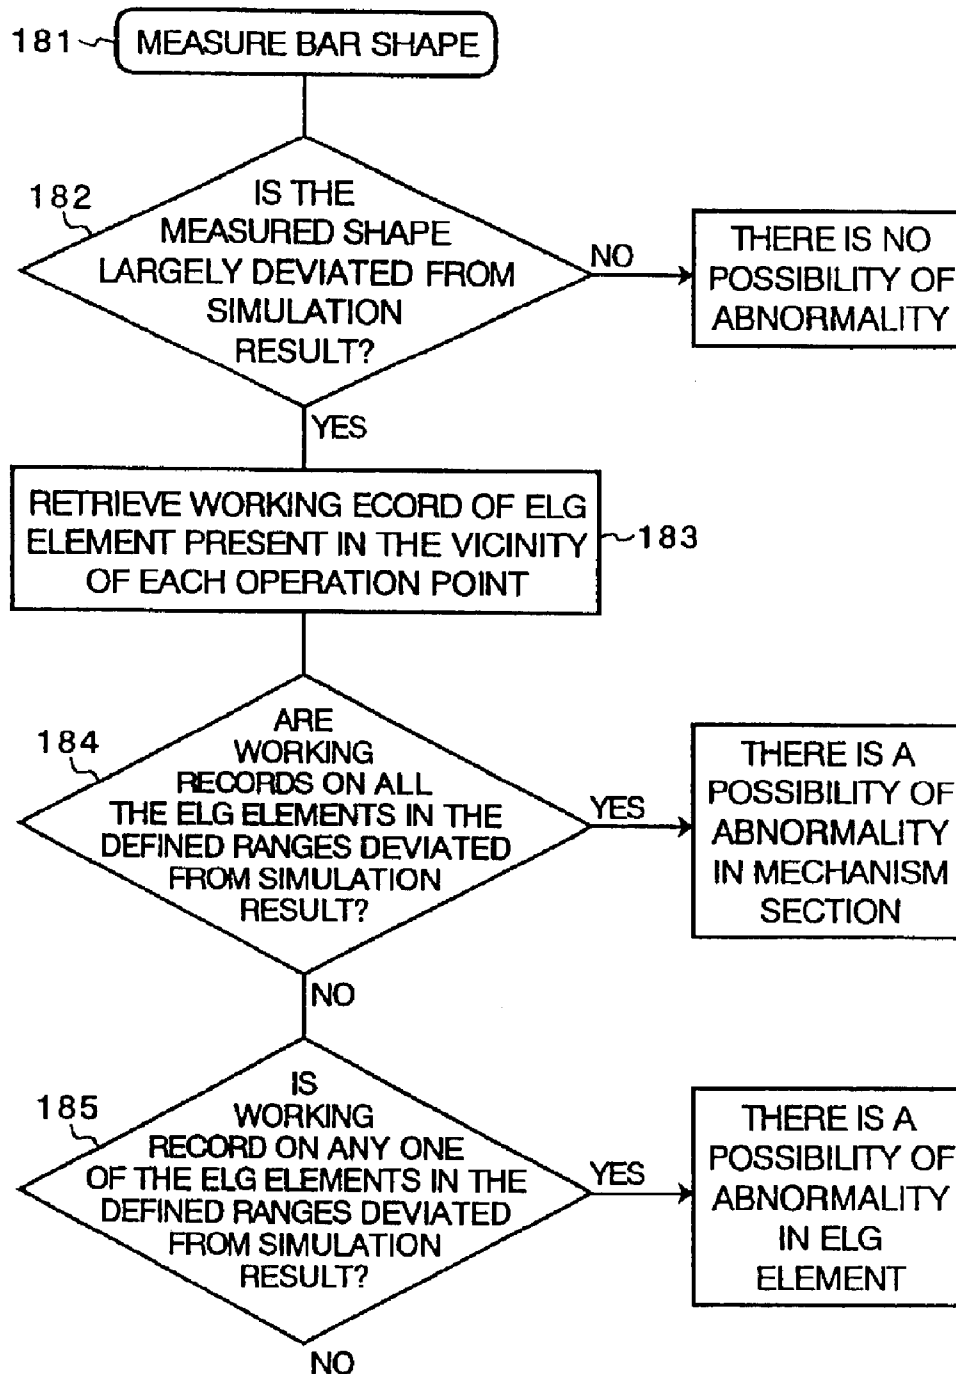 181
MEASURE BAR SHAPE
182
IS THE
MEASURED SHAPE
LARGELY DEVIATED FROM
SIMULATION
RESULT?
NO
THERE IS NO
POSSIBILITY OF
ABNORMALITY
YES
RETRIEVE WORKING ECORD OF ELG
ELEMENT PRESENT IN THE VICINITY
OF EACH OPERATION POINT
183
184
ARE
WORKING
RECORDS ON ALL
THE ELG ELEMENTS IN THE
DEFINED RANGES DEVIATED
FROM SIMULATION
RESULT?
YES
THERE IS A
POSSIBILITY OF
ABNORMALITY
IN MECHANISM
SECTION
NO
185
IS
WORKING
RECORD ON ANY ONE
OF THE ELG ELEMENTS IN THE
DEFINED RANGES DEVIATED
FROM SIMULATION
RESULT?
YES
THERE IS A
POSSIBILITY OF
ABNORMALITY
IN ELG
ELEMENT
NO